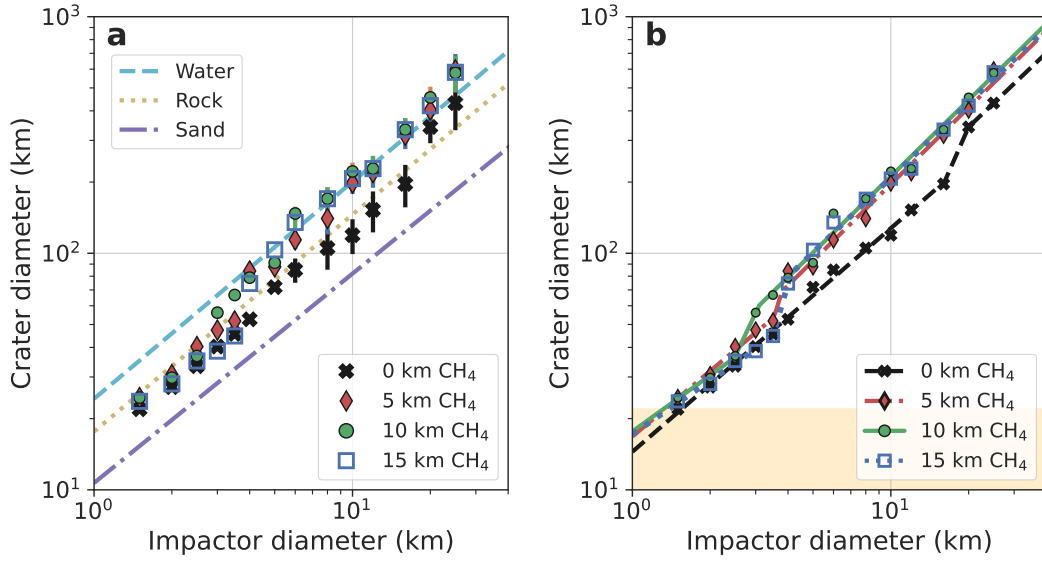 a
10³
10²
10¹
10⁰
10¹
Crater diameter (km)
Impactor diameter (km)
Water
Rock
Sand
0 km CH₄
5 km CH₄
10 km CH₄
15 km CH₄
b
10³
10²
10¹
10⁰
10¹
Crater diameter (km)
Impactor diameter (km)
0 km CH₄
5 km CH₄
10 km CH₄
15 km CH₄